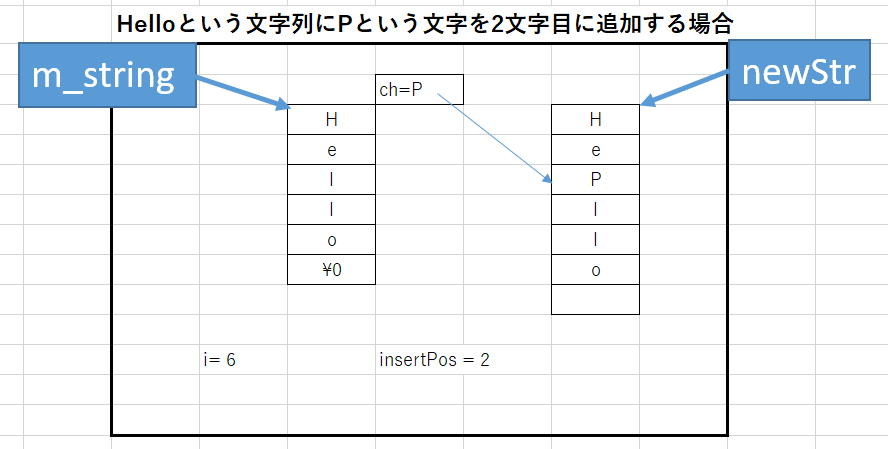 Helloという文字列にPという文字を2文字目に追加する場合
m_string
newStr
ch=P
H
e
l
l
o
¥0
H
e
P
l
l
o
i= 6
insertPos = 2